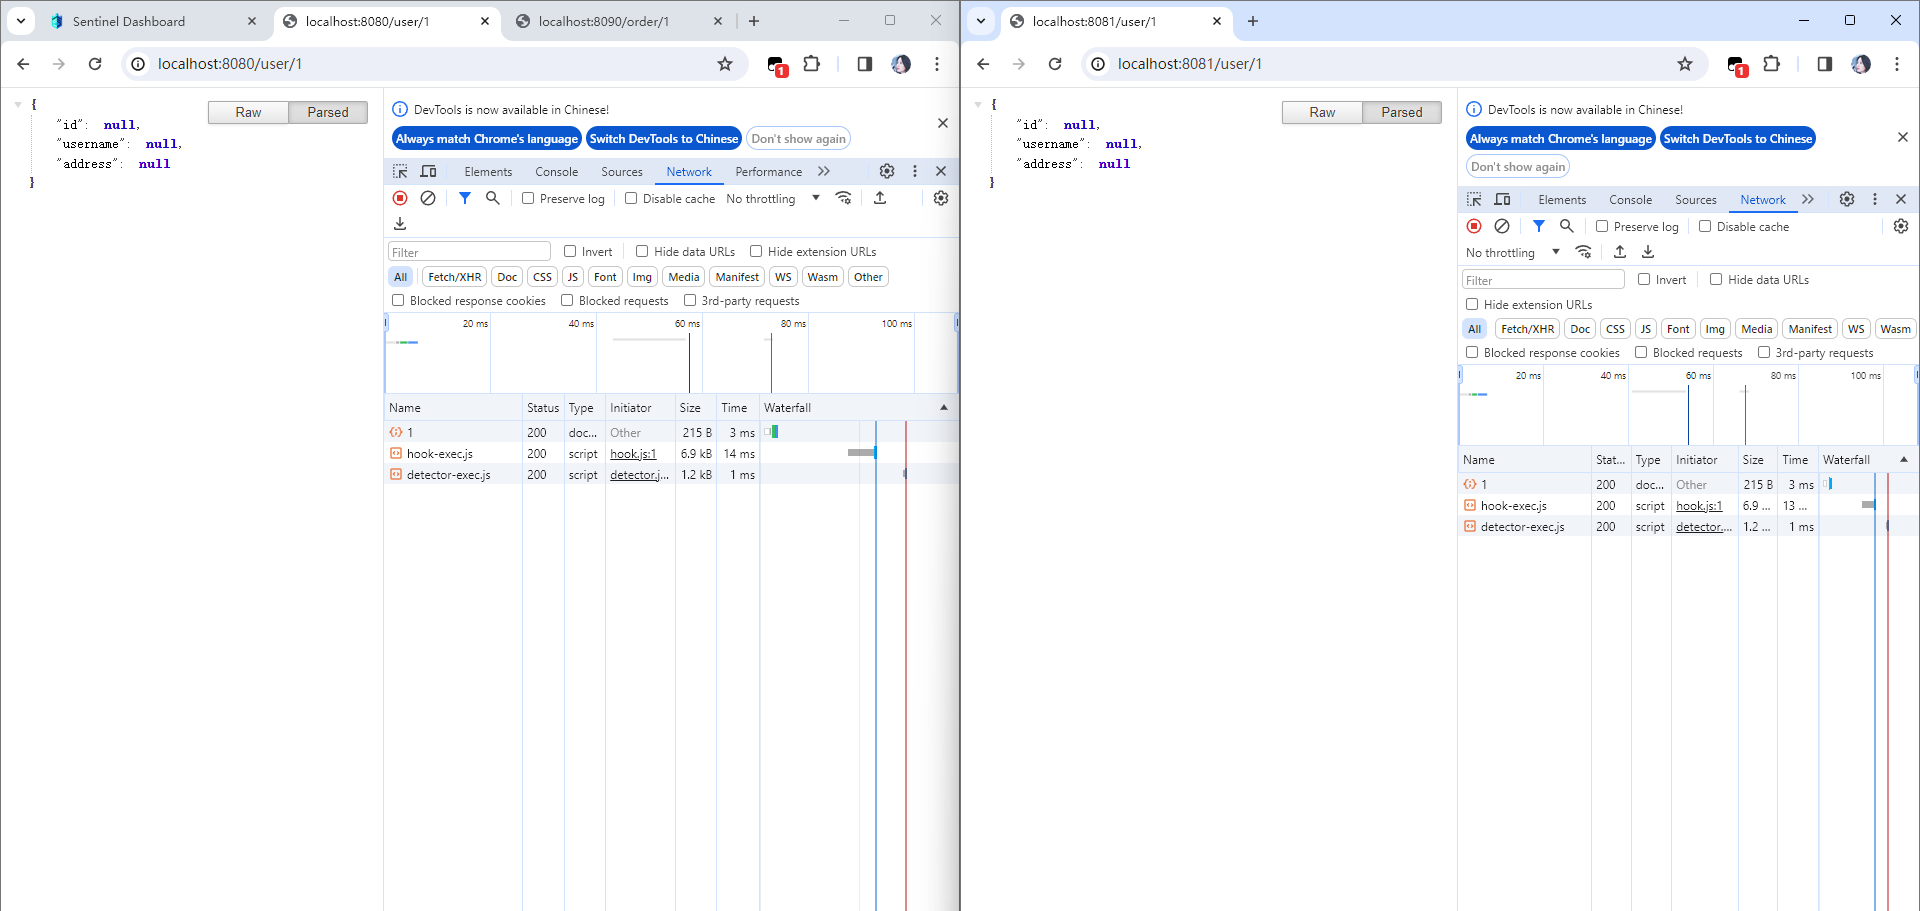 Sentinel Dashboard
localhost:8080/user/1
localhost:8090/order/1
localhost:8080/user/1
1
{
"id": null,
"username": null,
"address": null
}
Raw Parsed
DevTools is now available in Chinese!
Always match Chrome's language Switch DevTools to Chinese Don't show again
Elements Console Sources Network Performance
Preserve log Disable cache No throttling
Filter Invert Hide data URLs Hide extension URLs
All Fetch/XHR Doc CSS JS Font Img Media Manifest WS Wasm Other
Blocked response cookies Blocked requests 3rd-party requests
20 ms 40 ms 60 ms 80 ms 100 ms
Name Status Type Initiator Size Time Waterfall
1 200 doc... Other 215 B 3 ms
hook-exec.js 200 script hook.js:1 6.9 kB 14 ms
detector-exec.js 200 script detector.j... 1.2 kB 1 ms
localhost:8081/user/1
localhost:8081/user/1
1
{
"id": null,
"username": null,
"address": null
}
Raw Parsed
DevTools is now available in Chinese!
Always match Chrome's language Switch DevTools to Chinese
Don't show again
Elements Console Sources Network
Preserve log Disable cache
No throttling
Filter Invert Hide data URLs
Hide extension URLs
All Fetch/XHR Doc CSS JS Font Img Media Manifest WS Wasm
Blocked response cookies Blocked requests 3rd-party requests
20 ms 40 ms 60 ms 80 ms 100 ms
Name Stat... Type Initiator Size Time Waterfall
1 200 doc... Other 215 B 3 ms
hook-exec.js 200 script hook.js:1 6.9 ... 13 ...
detector-exec.js 200 script detector.... 1.2 ... 1 ms